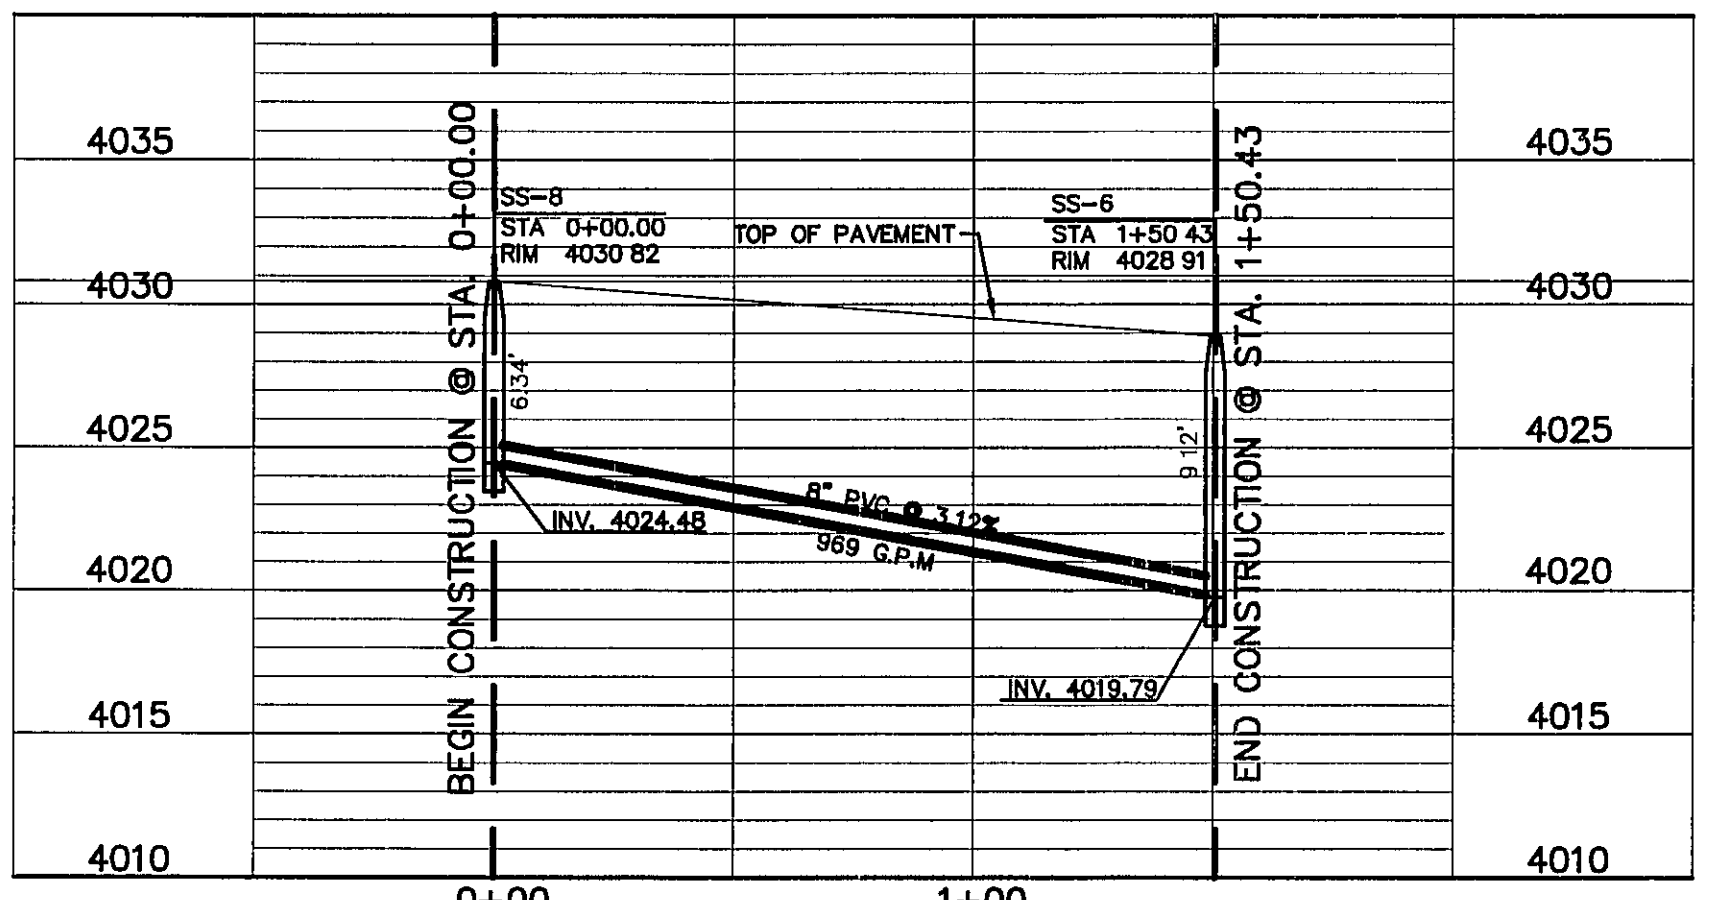 4035
4030
4025
4020
4015
4010
BEGIN CONSTRUCTION @ STA. 0+00.00
SS-8
STA 0+00.00
RIM 4030 82
TOP OF PAVEMENT
SS-6
STA 1+50 43
RIM 4028 91
6.34'
9 12'
8" PVC @ 3.12%
969 G.P.M
INV. 4024.48
INV. 4019.79
END CONSTRUCTION @ STA. 1+50.43
4035
4030
4025
4020
4015
4010
0+00
1+00